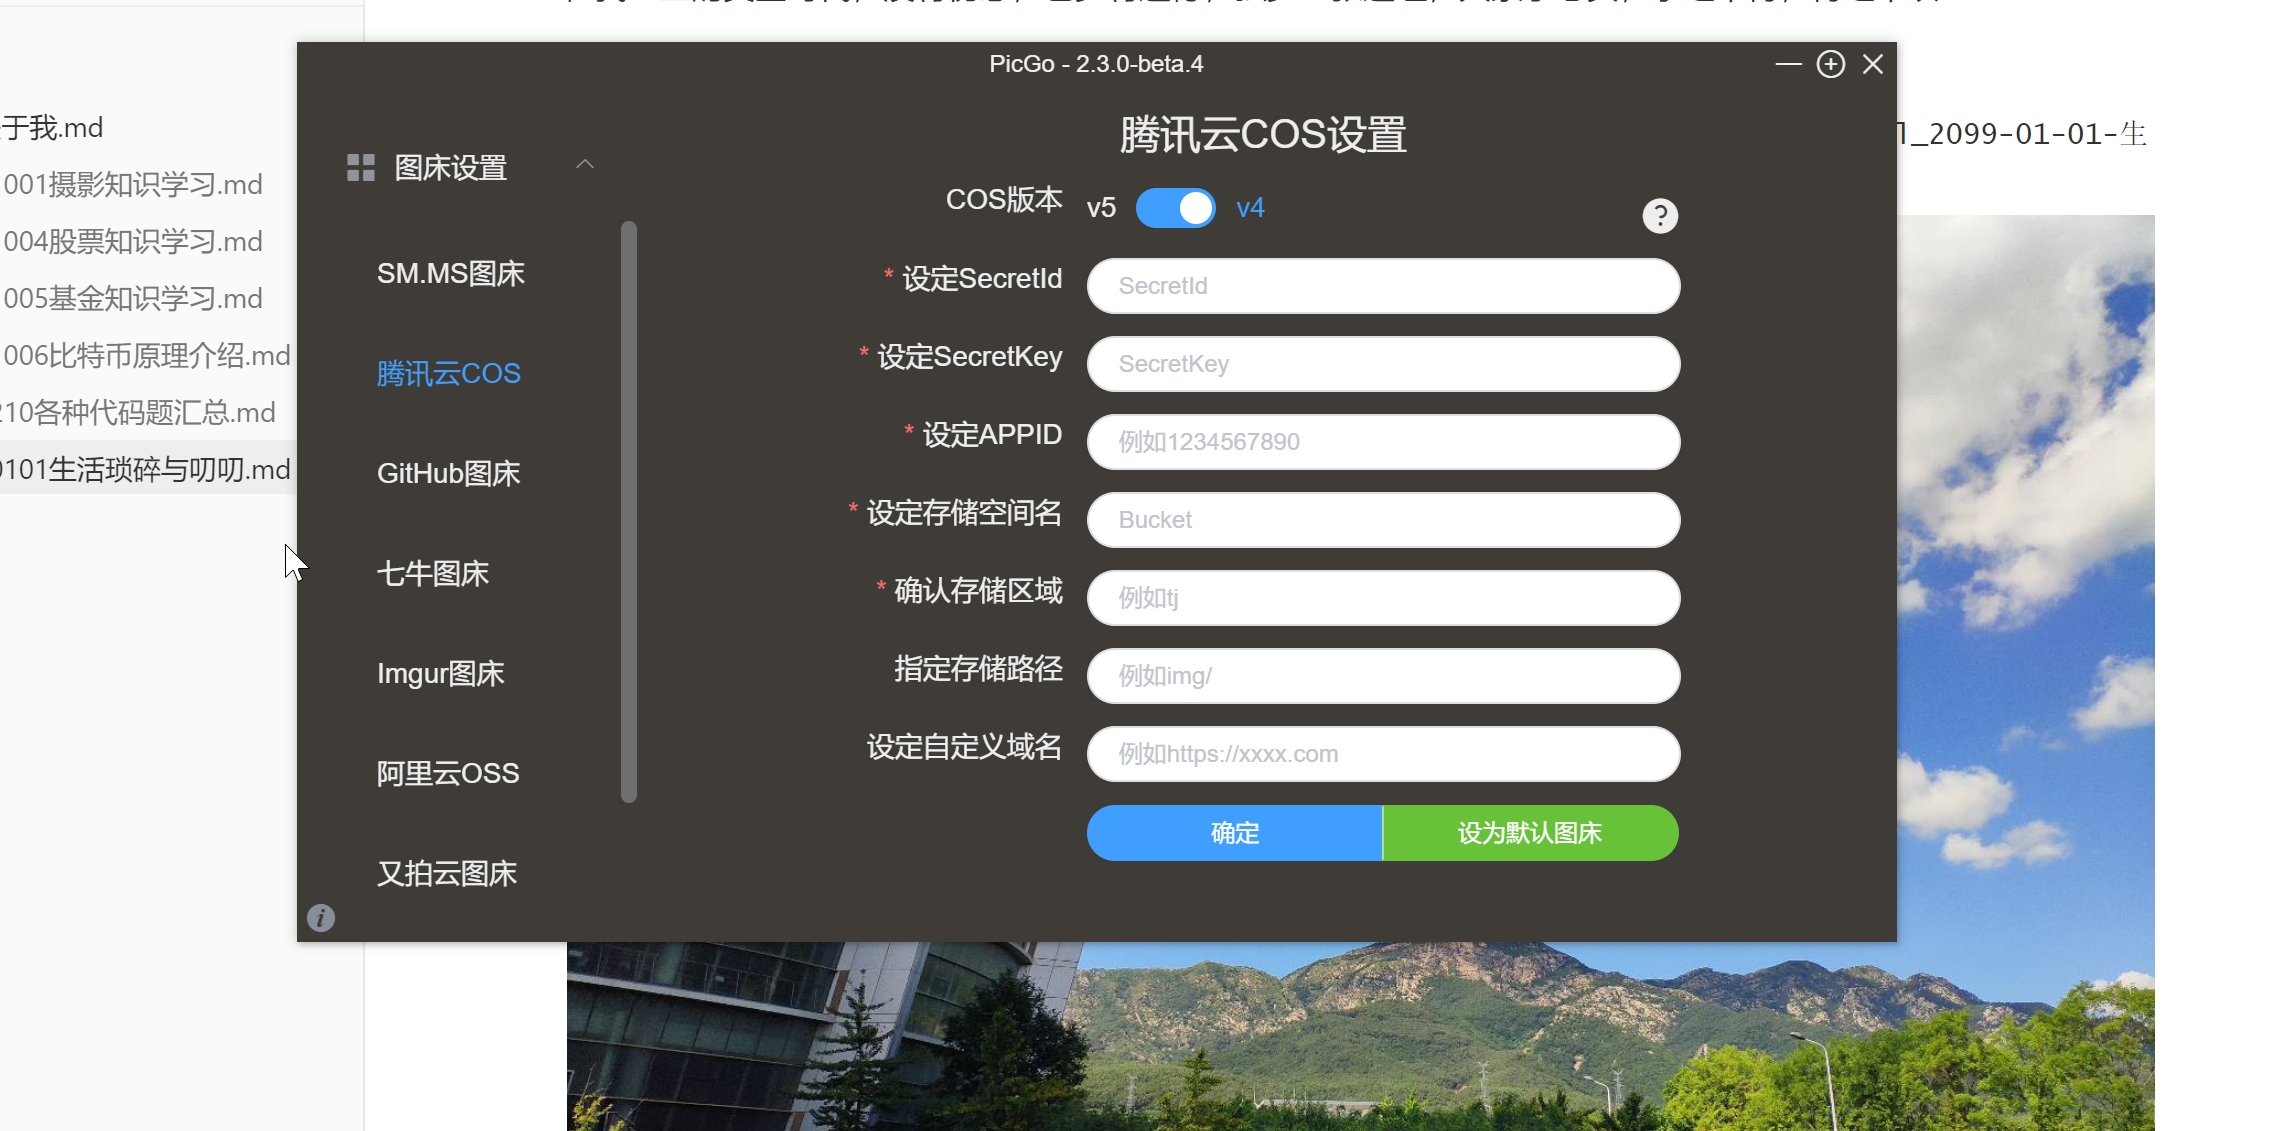 PicGo - 2.3.0-beta.4
于我.md
001摄影知识学习.md
004股票知识学习.md
005基金知识学习.md
006比特币原理介绍.md
210各种代码题汇总.md
0101生活琐碎与叨叨.md
图床设置
SM.MS图床
腾讯云COS
GitHub图床
七牛图床
Imgur图床
阿里云OSS
又拍云图床
腾讯云COS设置
COS版本 v5 v4
?
* 设定SecretId SecretId
* 设定SecretKey SecretKey
* 设定APPID 例如1234567890
* 设定存储空间名 Bucket
* 确认存储区域 例如tj
指定存储路径 例如img/
设定自定义域名 例如https://xxxx.com
确定 设为默认图床
_2099-01-01-生